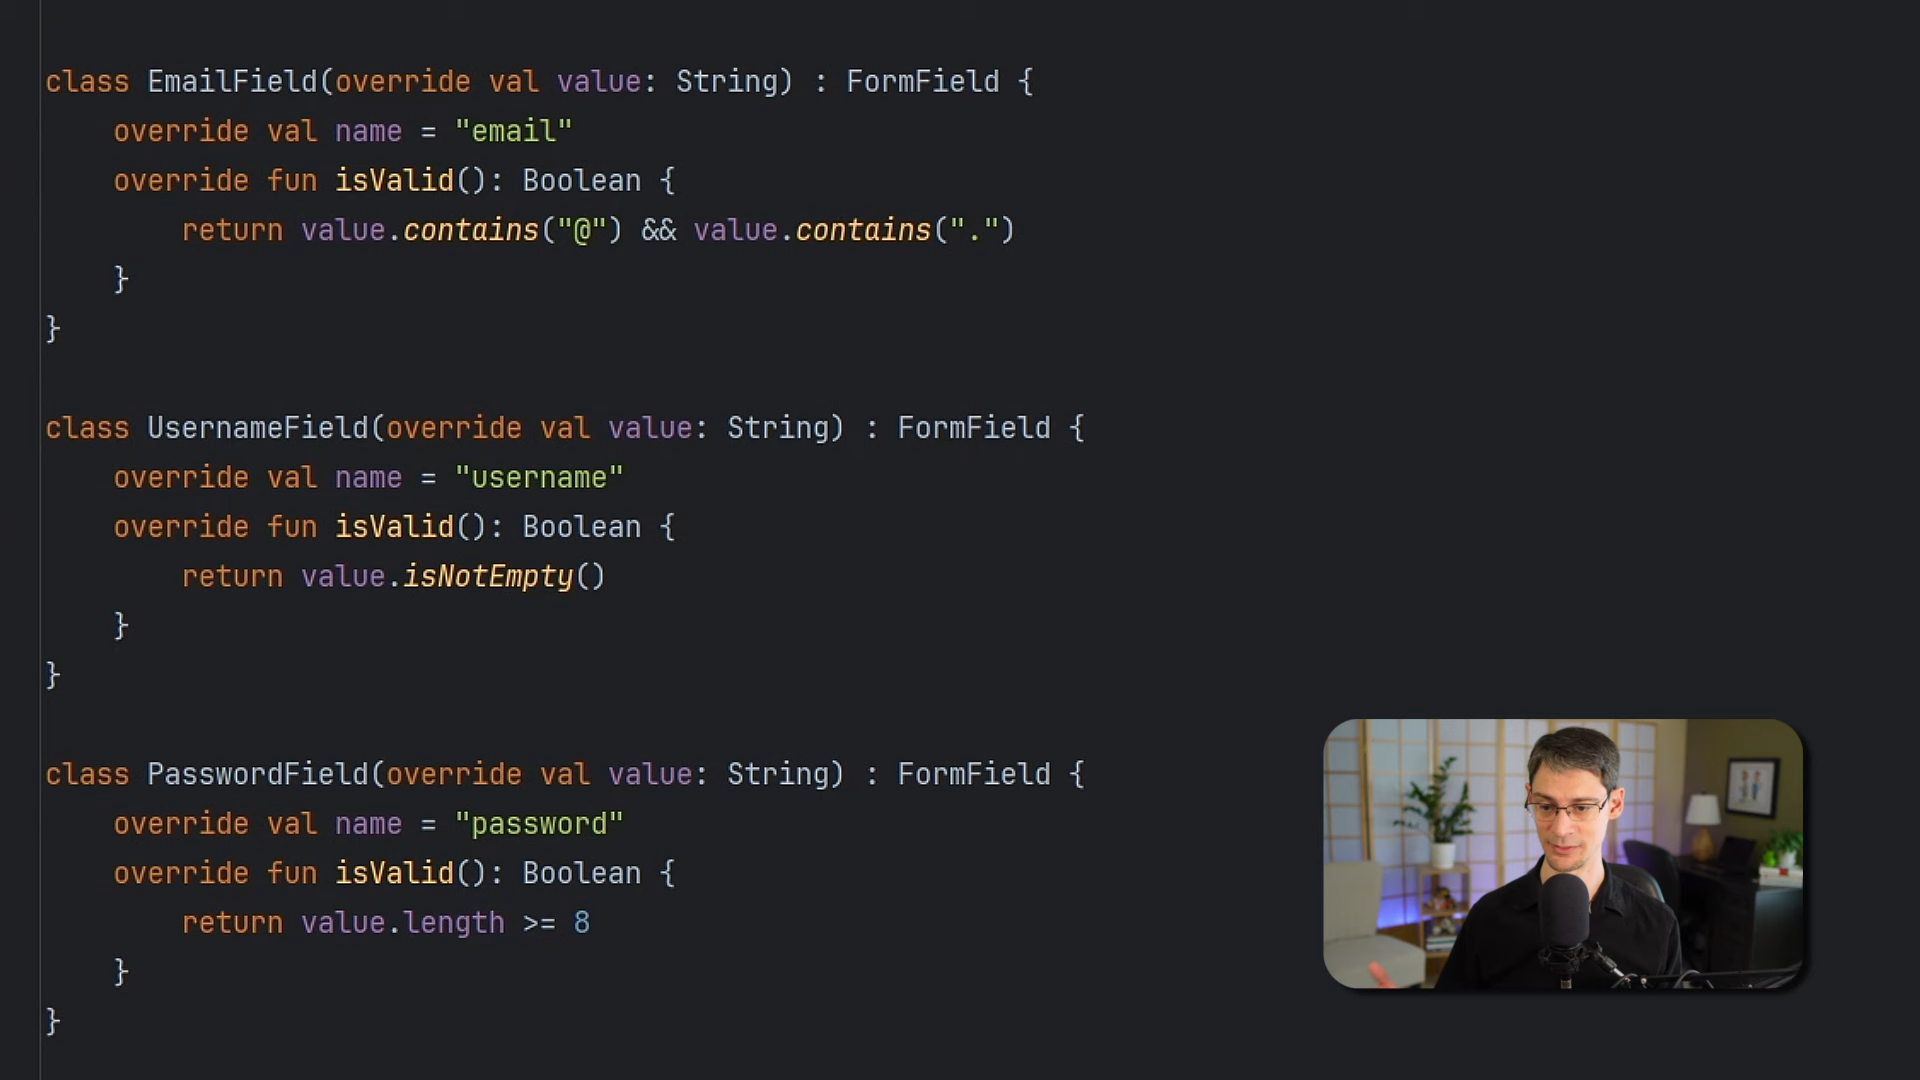 class EmailField(override val value: String) : FormField {
    override val name = "email"
    override fun isValid(): Boolean {
        return value.contains("@") && value.contains(".")
    }
}

class UsernameField(override val value: String) : FormField {
    override val name = "username"
    override fun isValid(): Boolean {
        return value.isNotEmpty()
    }
}

class PasswordField(override val value: String) : FormField {
    override val name = "password"
    override fun isValid(): Boolean {
        return value.length >= 8
    }
}